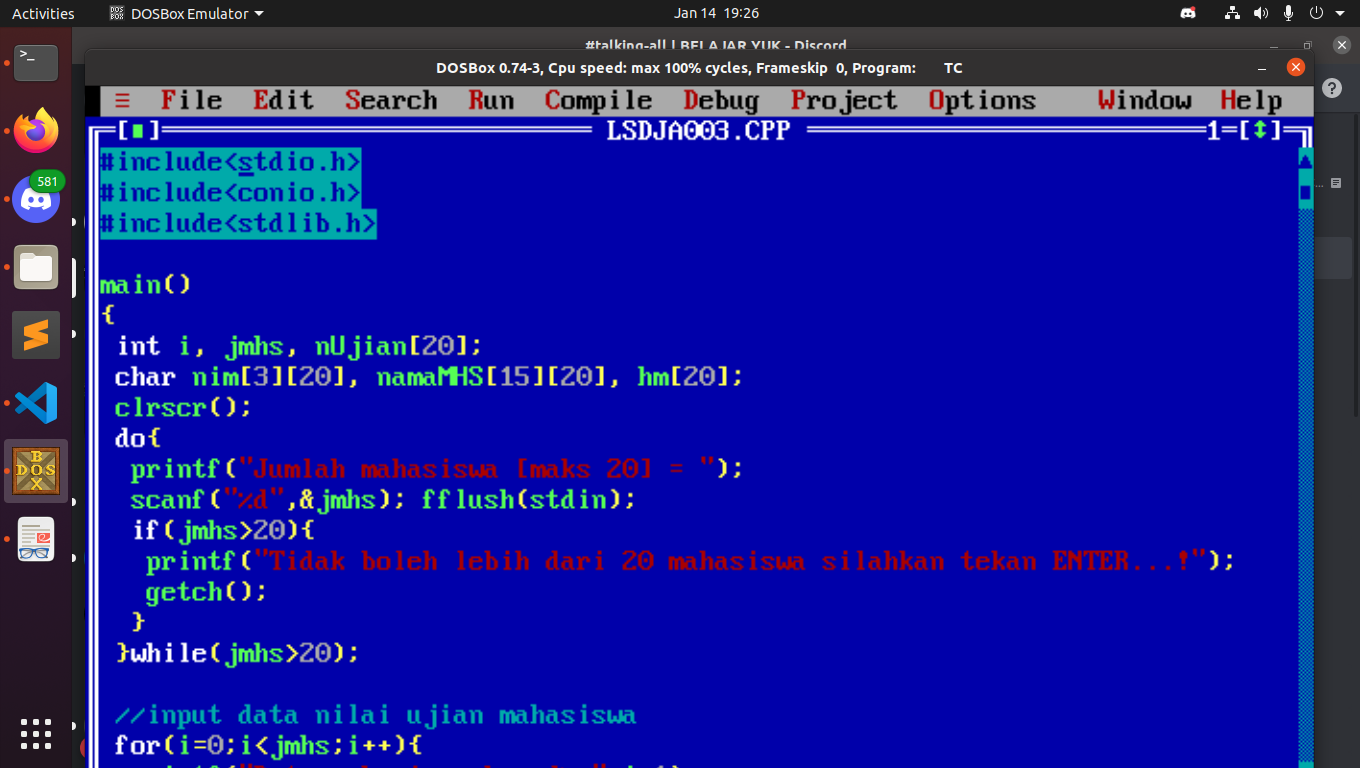 Activities DOSBox Emulator Jan 14 19:26
#talking-all | BELAJAR YUK - Discord
DOSBox 0.74-3, Cpu speed: max 100% cycles, Frameskip 0, Program: TC
≡ File Edit Search Run Compile Debug Project Options Window Help
[■] LSDJA003.CPP 1=[↕]
#include<stdio.h>
#include<conio.h>
#include<stdlib.h>
main()
{
int i, jmhs, nUjian[20];
char nim[3][20], namaMHS[15][20], hm[20];
clrscr();
do{
printf("Jumlah mahasiswa [maks 20] = ");
scanf("%d",&jmhs); fflush(stdin);
if(jmhs>20){
printf("Tidak boleh lebih dari 20 mahasiswa silahkan tekan ENTER...!");
getch();
}
}while(jmhs>20);
//input data nilai ujian mahasiswa
for(i=0;i<jmhs;i++){
581
>_
BOX
DOS
?